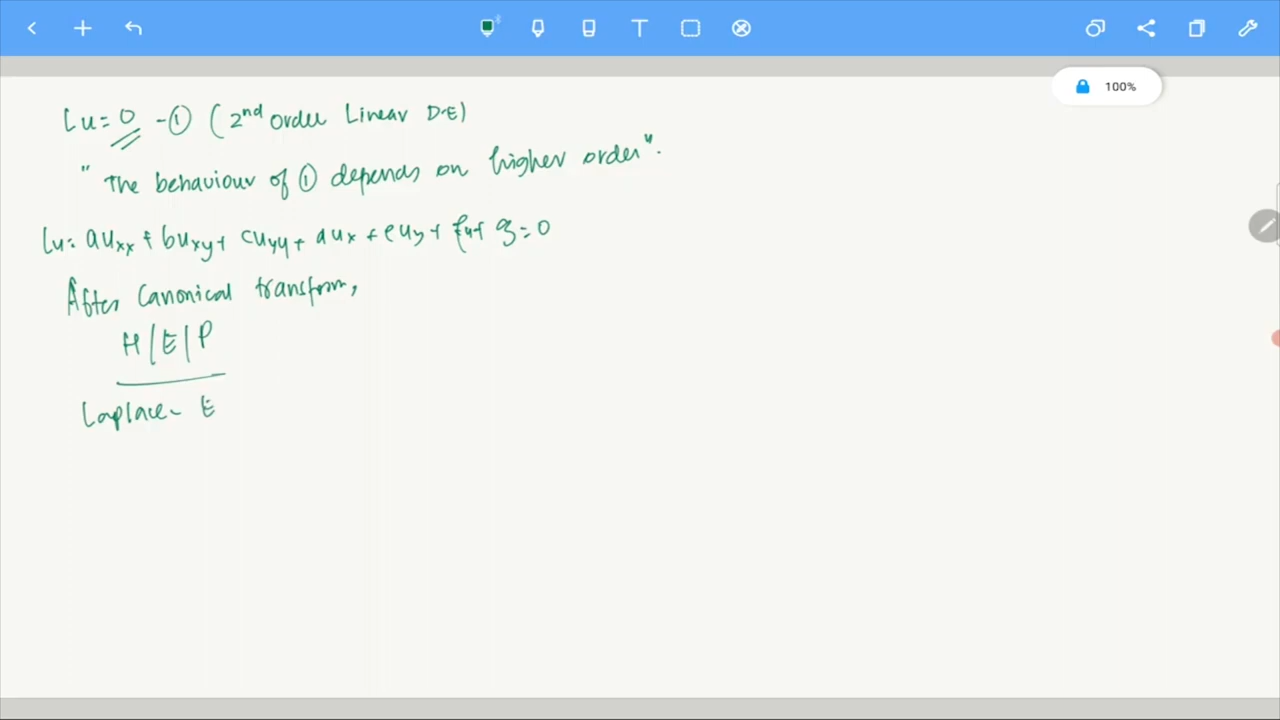 100%
Lu = 0 - ① (2nd order Linear D.E)
" The behaviour of ① depends on higher order".
Lu = auxx + buxy + cuyy + dux + euy + fu + g = 0
After Canonical transform,
H | E | P
Laplace - E